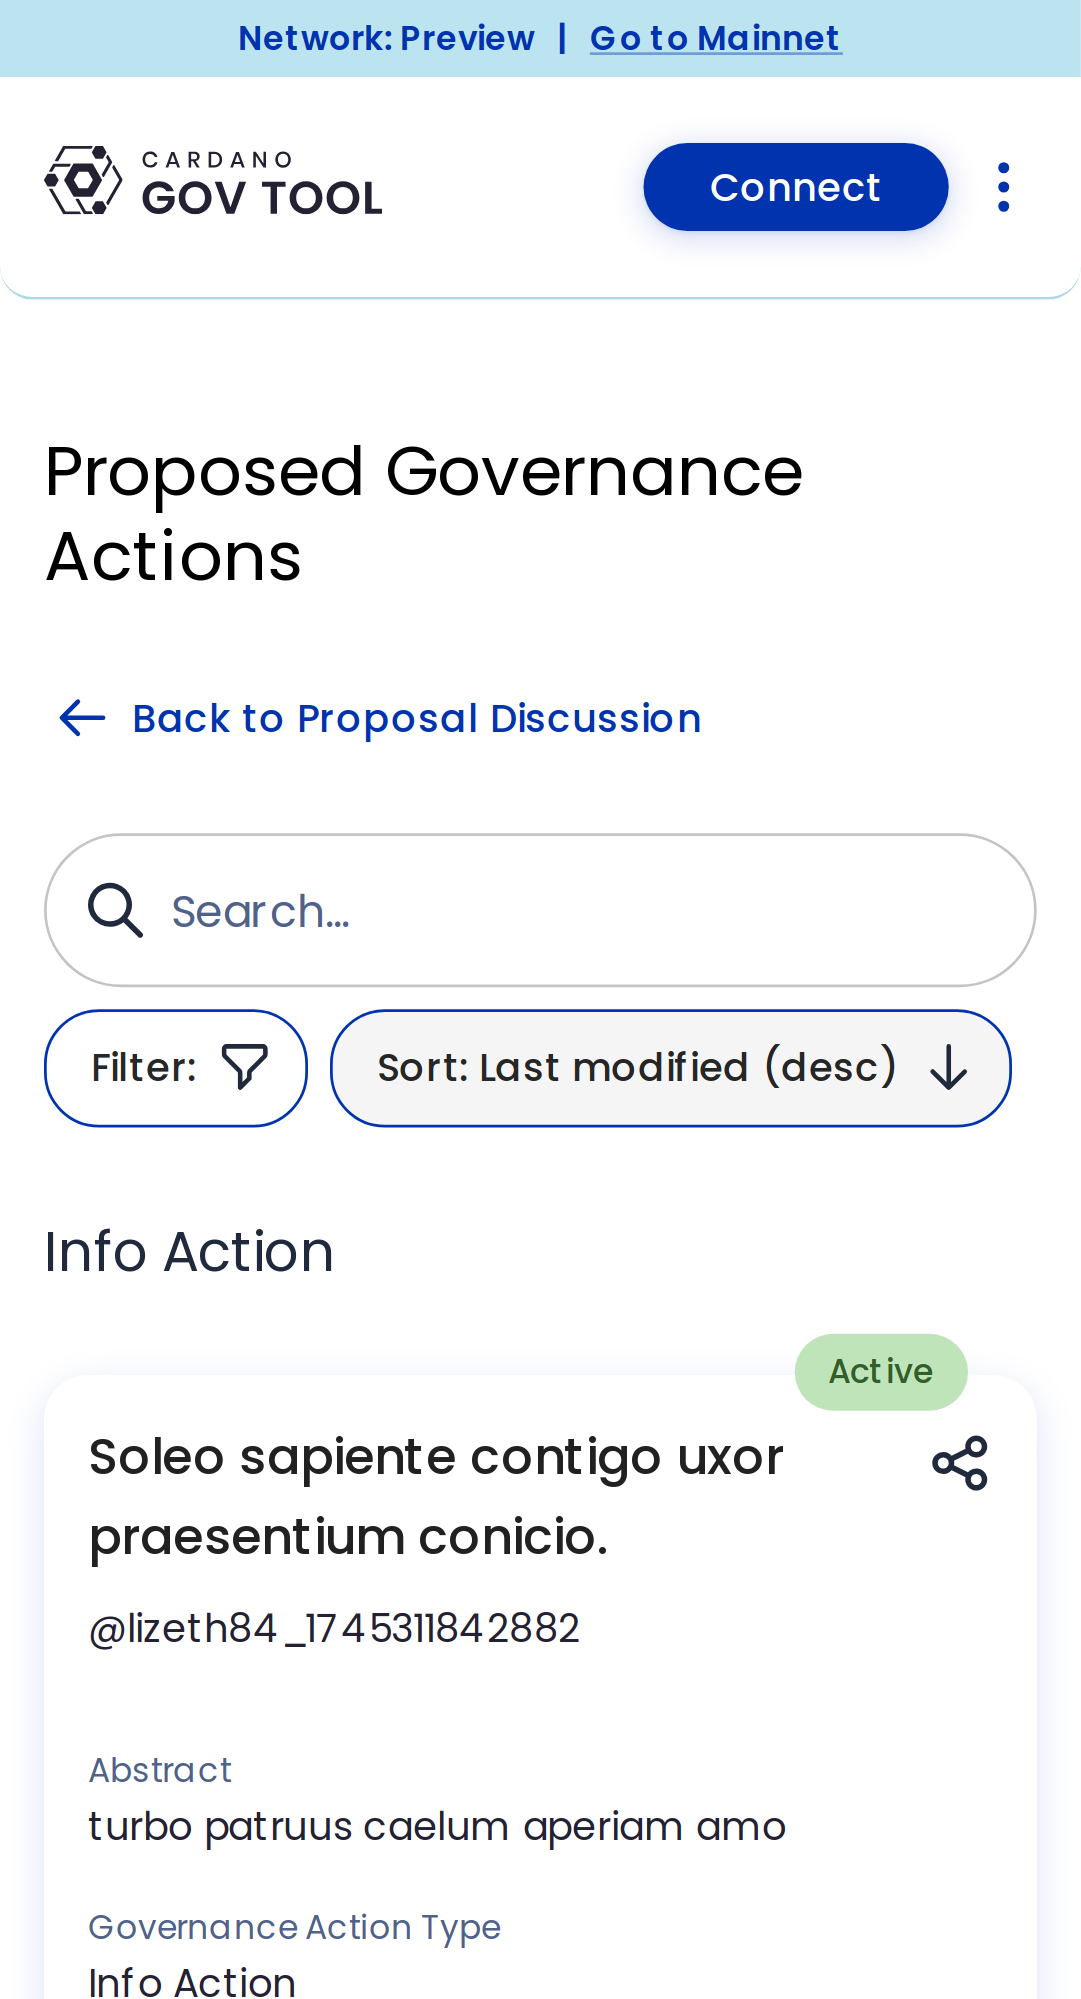 Network: Preview | Go to Mainnet
CARDANO
GOV TOOL
Connect
Proposed Governance
Actions
Back to Proposal Discussion
Search...
Filter:
Sort: Last modified (desc)
Info Action
Active
Soleo sapiente contigo uxor
praesentium conicio.
@lizeth84_1745311842882
Abstract
turbo patruus caelum aperiam amo
Governance Action Type
Info Action